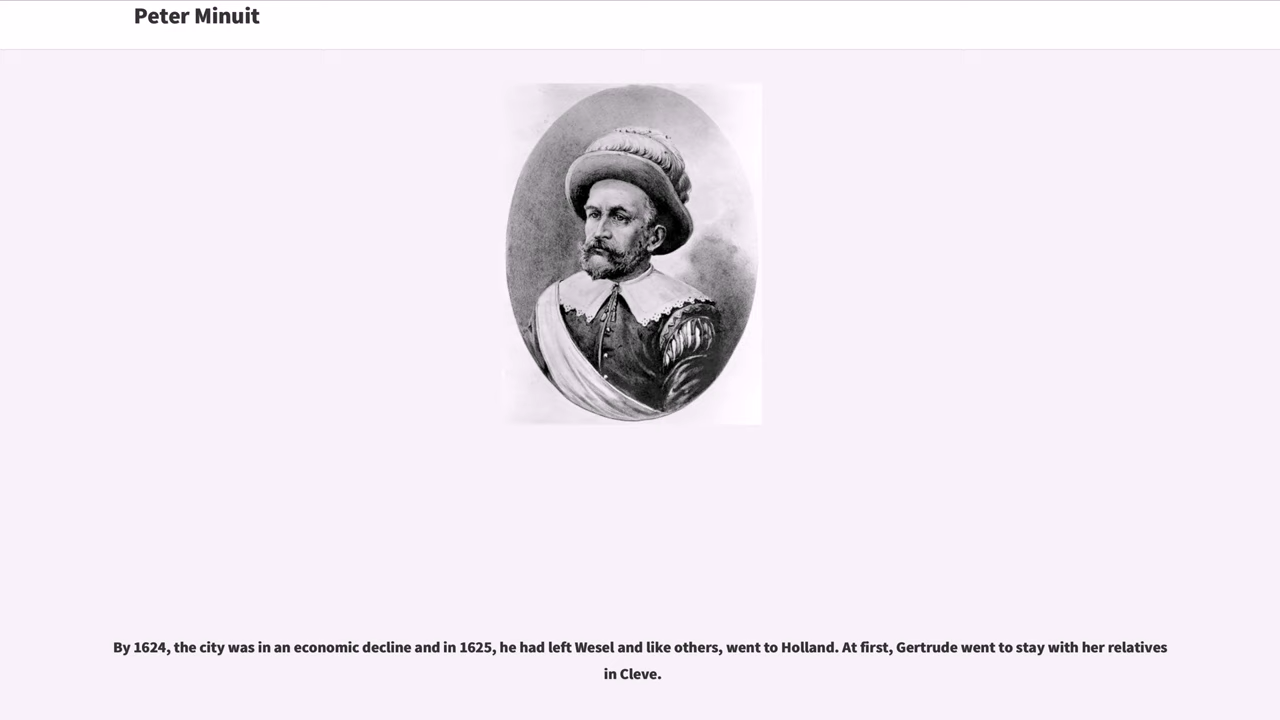 Peter Minuit
By 1624, the city was in an economic decline and in 1625, he had left Wesel and like others, went to Holland. At first, Gertrude went to stay with her relatives
in Cleve.